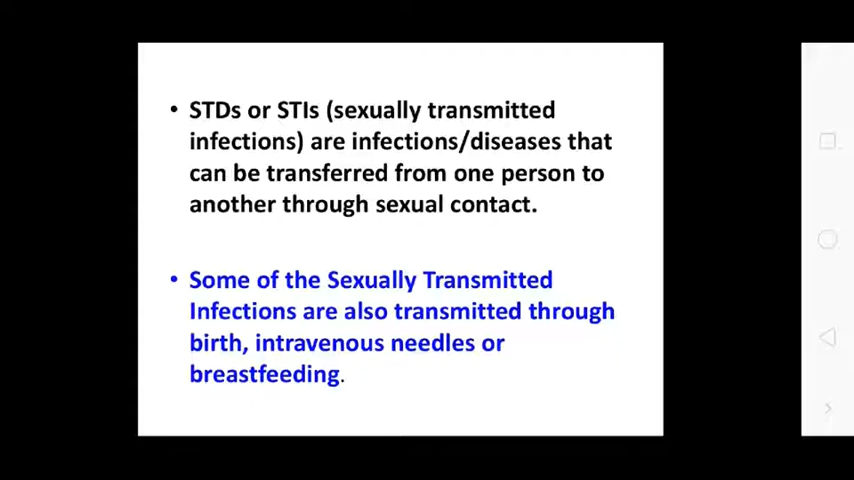 • STDs or STIs (sexually transmitted
infections) are infections/diseases that
can be transferred from one person to
another through sexual contact.
• Some of the Sexually Transmitted
Infections are also transmitted through
birth, intravenous needles or
breastfeeding.